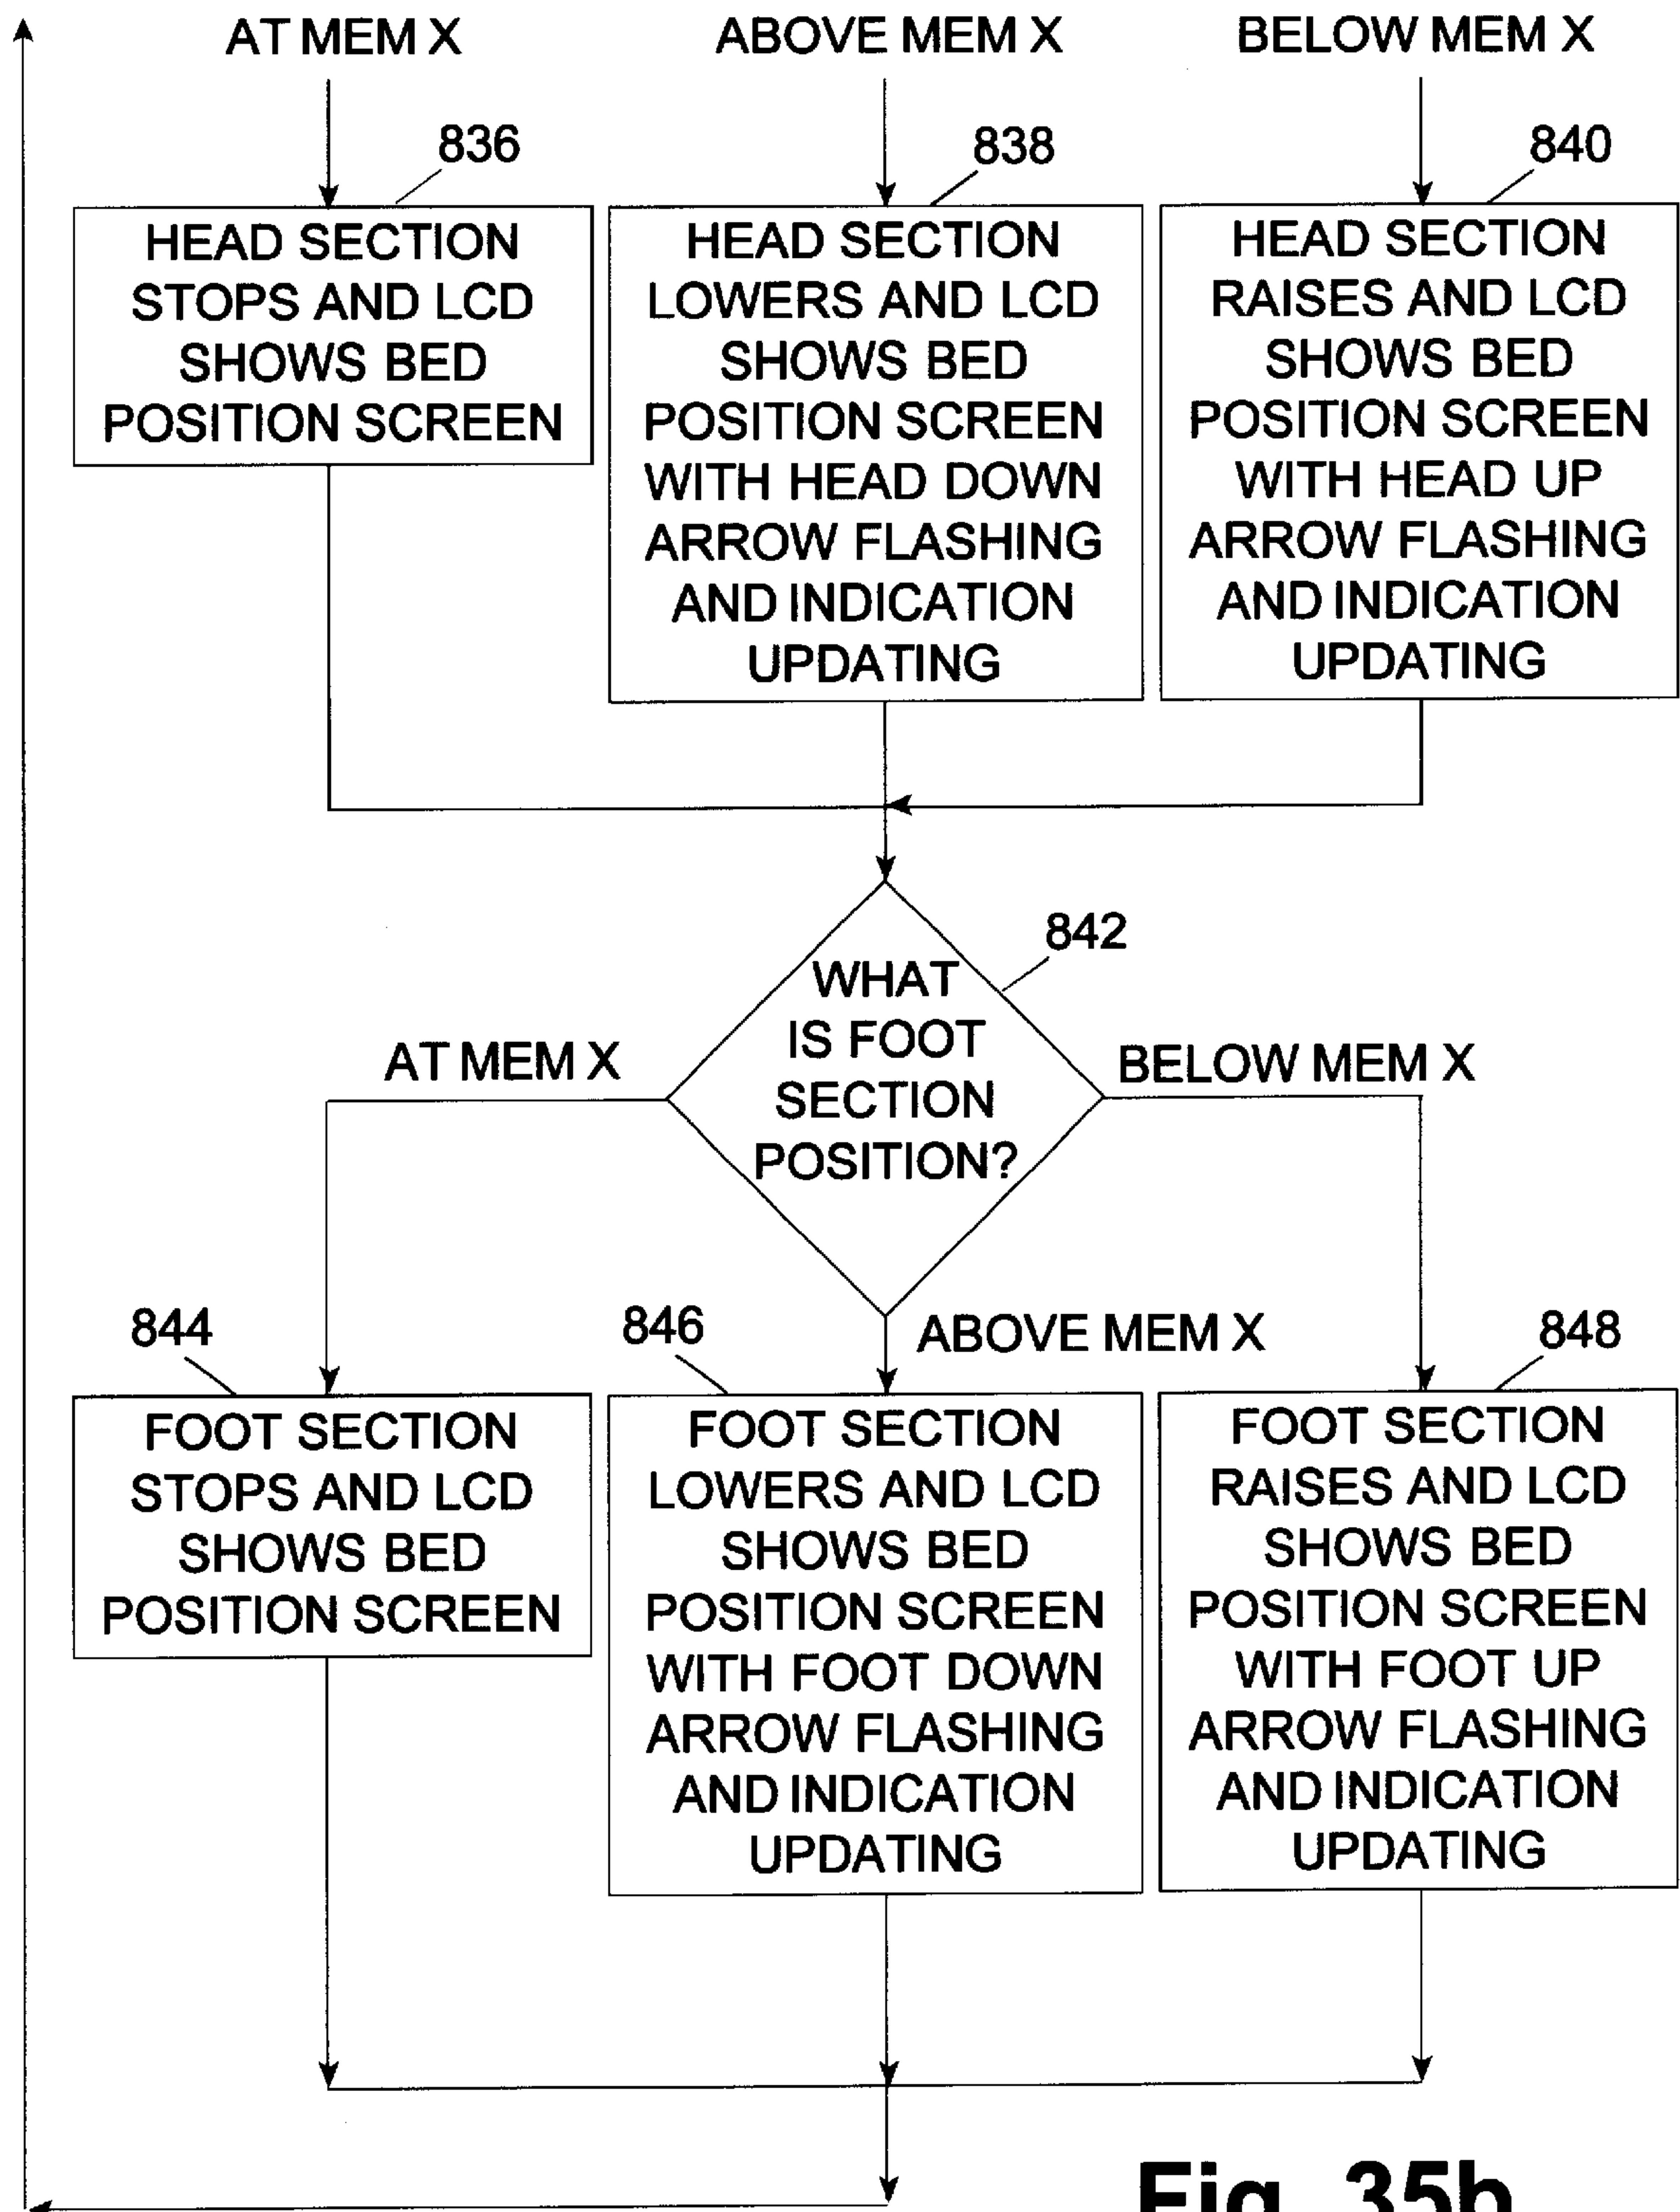 AT MEM X
ABOVE MEM X
BELOW MEM X
836
838
840
HEAD SECTION
STOPS AND LCD
SHOWS BED
POSITION SCREEN
HEAD SECTION
LOWERS AND LCD
SHOWS BED
POSITION SCREEN
WITH HEAD DOWN
ARROW FLASHING
AND INDICATION
UPDATING
HEAD SECTION
RAISES AND LCD
SHOWS BED
POSITION SCREEN
WITH HEAD UP
ARROW FLASHING
AND INDICATION
UPDATING
842
WHAT
IS FOOT
SECTION
POSITION?
AT MEM X
BELOW MEM X
ABOVE MEM X
844
846
848
FOOT SECTION
STOPS AND LCD
SHOWS BED
POSITION SCREEN
FOOT SECTION
LOWERS AND LCD
SHOWS BED
POSITION SCREEN
WITH FOOT DOWN
ARROW FLASHING
AND INDICATION
UPDATING
FOOT SECTION
RAISES AND LCD
SHOWS BED
POSITION SCREEN
WITH FOOT UP
ARROW FLASHING
AND INDICATION
UPDATING
Fig. 35b